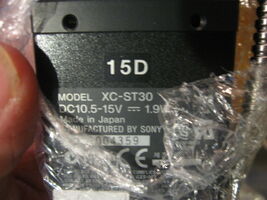 15D
MODEL XC-ST30
DC10.5-15V ⎓ 1.9W
Made in Japan
MANUFACTURED BY SONY
004359